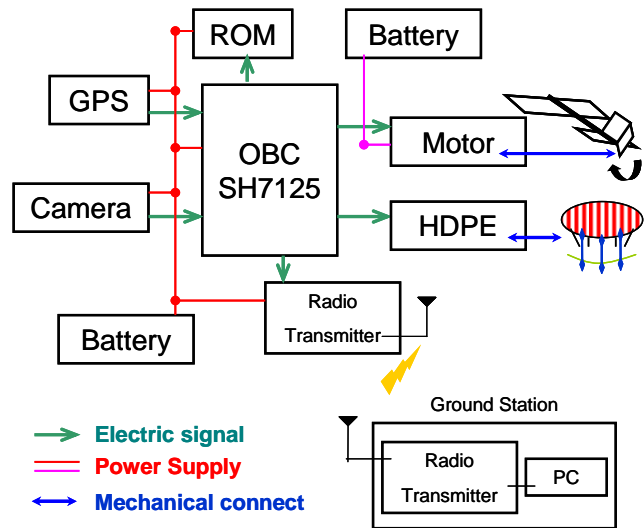 ROM
Battery
GPS
OBC
SH7125
Motor
Camera
HDPE
Radio
Transmitter
Battery
Ground Station
Electric signal
Power Supply
Mechanical connect
Radio
Transmitter
PC